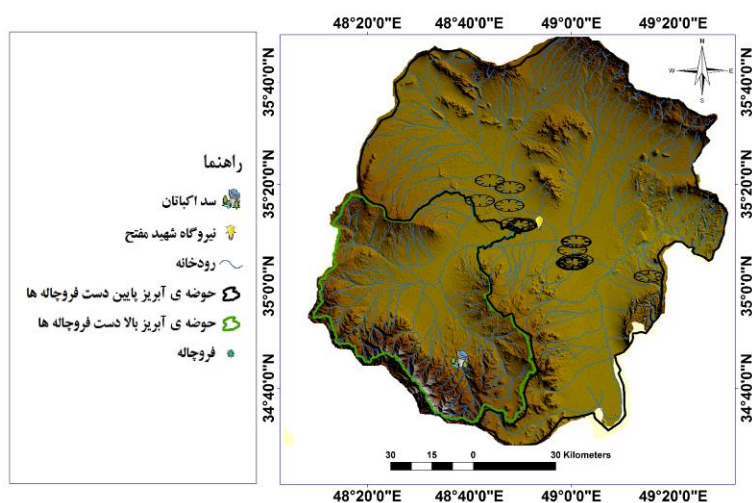 48°20'0"E 48°40'0"E 49°0'0"E 49°20'0"E
راهنما
سد اکباتان
نیروگاه شهید مفتح
رودخانه
حوضه ی آبریز پایین دست فروچاله ها
حوضه ی آبریز بالا دست فروچاله ها
فروچاله
35°40'0"N
35°20'0"N
35°0'0"N
34°40'0"N
N
W E
S
35°40'0"N
35°20'0"N
35°0'0"N
34°40'0"N
30 15 0 30 Kilometers
48°20'0"E 48°40'0"E 49°0'0"E 49°20'0"E